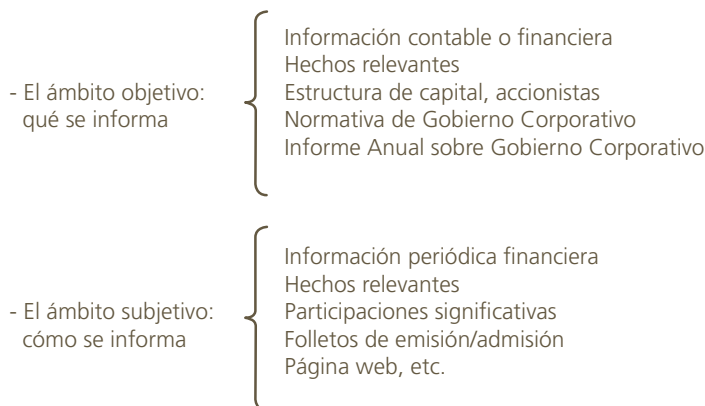 Información contable o financiera
Hechos relevantes
- El ámbito objetivo:
qué se informa
Estructura de capital, accionistas
Normativa de Gobierno Corporativo
Informe Anual sobre Gobierno Corporativo
Información periódica financiera
Hechos relevantes
- El ámbito subjetivo:
cómo se informa
Participaciones significativas
Folletos de emisión/admisión
Página web, etc.